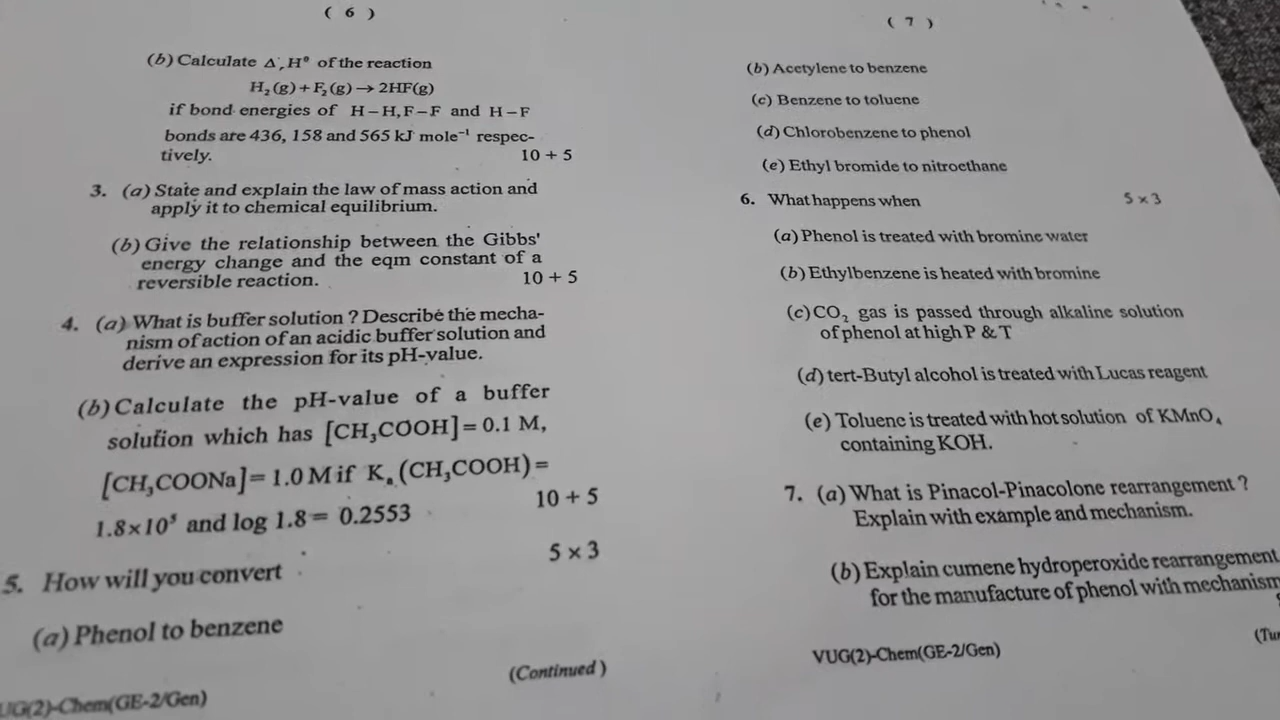 ( 6 )
(b) Calculate Δ,H° of the reaction
H₂(g) + F₂(g) → 2HF(g)
if bond energies of H–H, F–F and H–F
bonds are 436, 158 and 565 kJ mole⁻¹ respec-
tively. 10 + 5
3. (a) State and explain the law of mass action and
apply it to chemical equilibrium.
(b) Give the relationship between the Gibbs'
energy change and the eqm constant of a
reversible reaction. 10 + 5
4. (a) What is buffer solution ? Describe the mecha-
nism of action of an acidic buffer solution and
derive an expression for its pH-value.
(b) Calculate the pH-value of a buffer
solution which has [CH₃COOH] = 0.1 M,
[CH₃COONa] = 1.0 M if Kₐ (CH₃COOH) =
1.8×10⁵ and log 1.8 = 0.2553 10 + 5
5. How will you convert 5 × 3
(a) Phenol to benzene
(Continued)
UG(2)-Chem(GE-2/Gen)
( 7 )
(b) Acetylene to benzene
(c) Benzene to toluene
(d) Chlorobenzene to phenol
(e) Ethyl bromide to nitroethane
6. What happens when 5 × 3
(a) Phenol is treated with bromine water
(b) Ethylbenzene is heated with bromine
(c) CO₂ gas is passed through alkaline solution
of phenol at high P & T
(d) tert-Butyl alcohol is treated with Lucas reagent
(e) Toluene is treated with hot solution of KMnO₄
containing KOH.
7. (a) What is Pinacol-Pinacolone rearrangement ?
Explain with example and mechanism.
(b) Explain cumene hydroperoxide rearrangement
for the manufacture of phenol with mechanism
VUG(2)-Chem(GE-2/Gen)